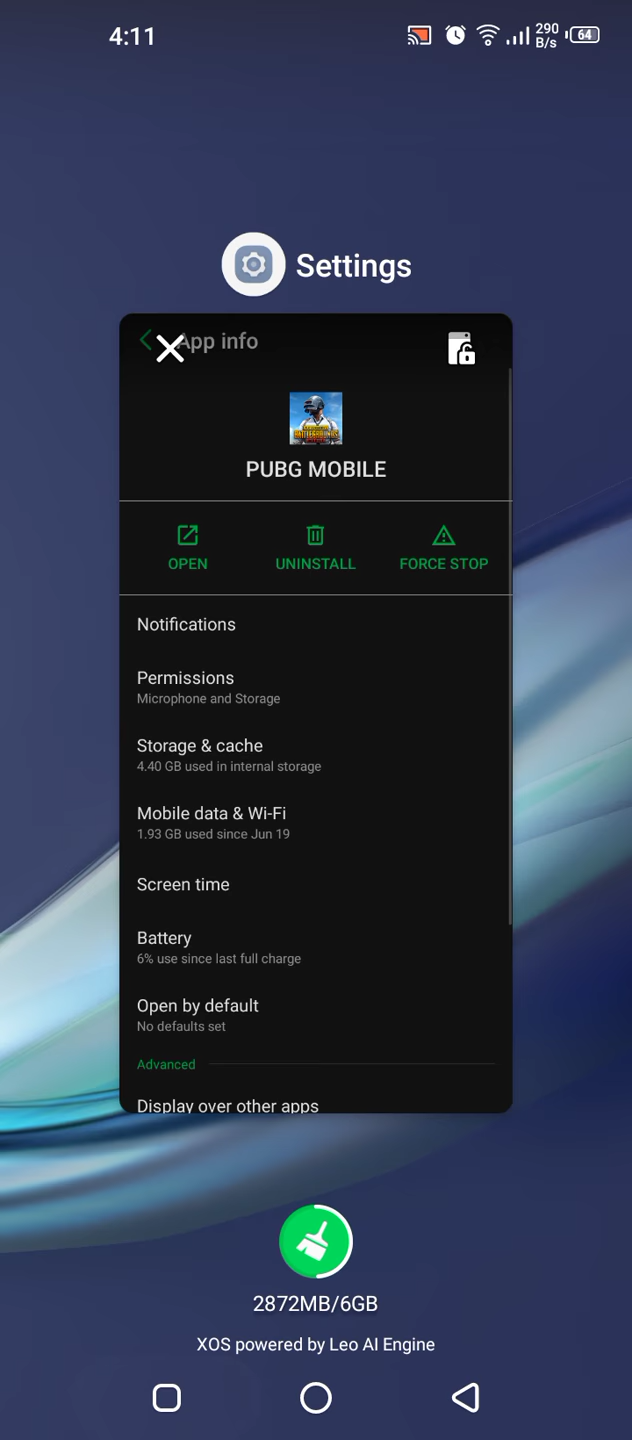 4:11
290
B/s
64
Settings
App info
PUBG MOBILE
OPEN
UNINSTALL
FORCE STOP
Notifications
Permissions
Microphone and Storage
Storage & cache
4.40 GB used in internal storage
Mobile data & Wi-Fi
1.93 GB used since Jun 19
Screen time
Battery
6% use since last full charge
Open by default
No defaults set
Advanced
Display over other apps
2872MB/6GB
XOS powered by Leo AI Engine